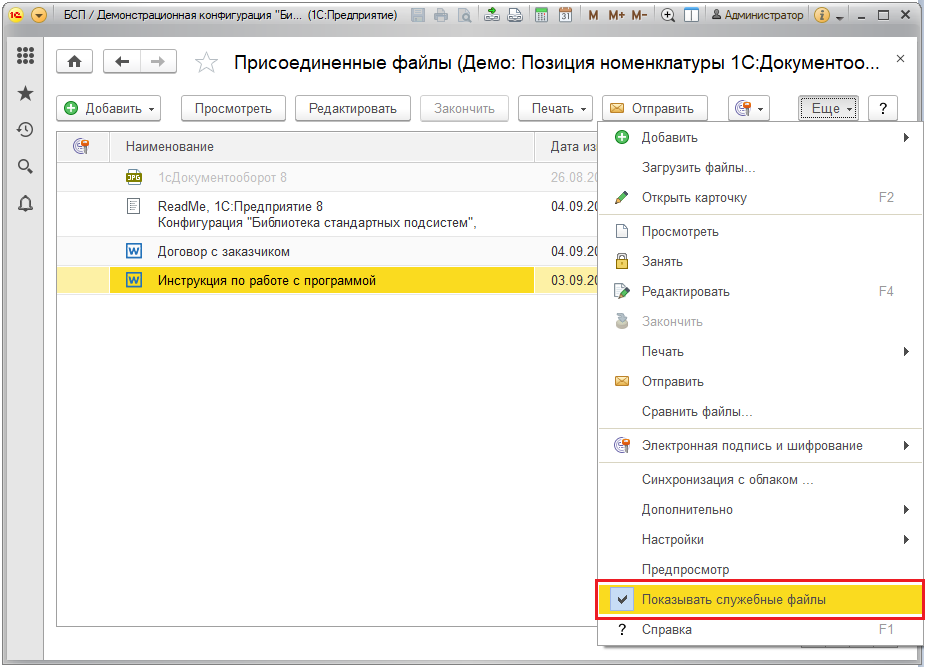 БСП / Демонстрационная конфигурация "Би... (1С:Предприятие)
31
M M+ M-
Администратор
Присоединенные файлы (Демо: Позиция номенклатуры 1С:Документоо...
Добавить
Просмотреть
Редактировать
Закончить
Печать
Отправить
Еще
?
Наименование
Дата из
JPG
1сДокументооборот 8
26.08.20
ReadMe, 1С:Предприятие 8
Конфигурация "Библиотека стандартных подсистем",
04.09.20
W
Договор с заказчиком
04.09.20
W
Инструкция по работе с программой
03.09.20
Добавить
Загрузить файлы...
Открыть карточку F2
Просмотреть
Занять
Редактировать F4
Закончить
Печать
Отправить
Сравнить файлы...
Электронная подпись и шифрование
Синхронизация с облаком ...
Дополнительно
Настройки
Предпросмотр
Показывать служебные файлы
? Справка F1